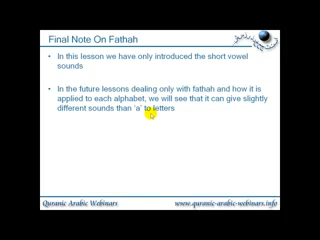 Final Note On Fathah
• In this lesson we have only introduced the short vowel
sounds
• In the future lessons dealing only with fathah and how it is
applied to each alphabet, we will see that it can give slightly
different sounds than 'a' to letters
Quranic Arabic Webinars
www.quranic-arabic-webinars.info